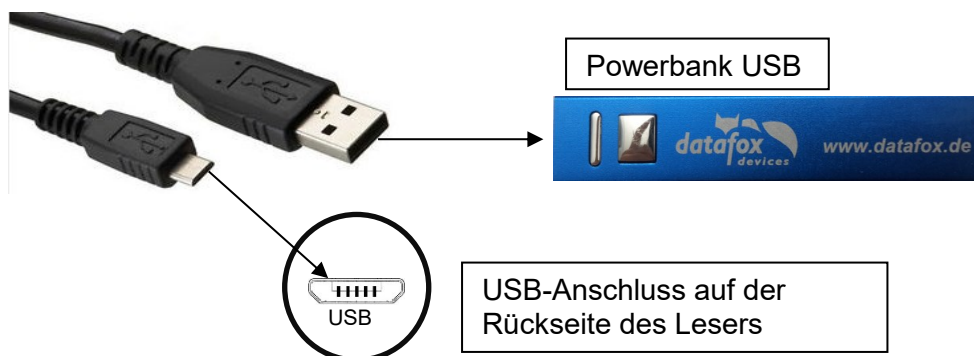 Powerbank USB
datafox
devices
www.datafox.de
USB
USB-Anschluss auf der
Rückseite des Lesers